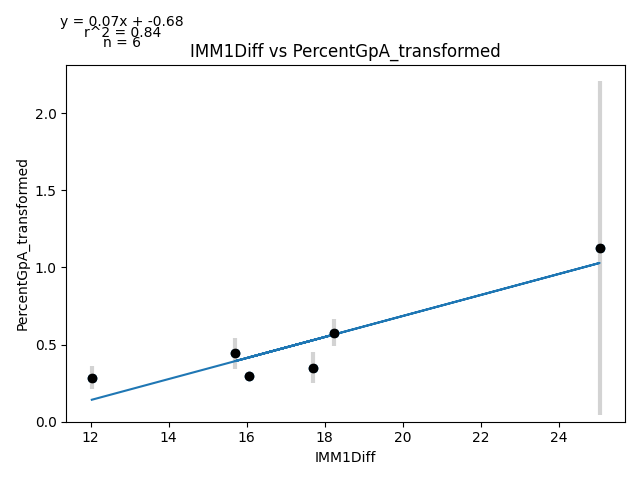 y = 0.07x + -0.68
r^2 = 0.84
n = 6
IMM1Diff vs PercentGpA_transformed
PercentGpA_transformed
2.0
1.5
1.0
0.5
0.0
12 14 16 18 20 22 24
IMM1Diff